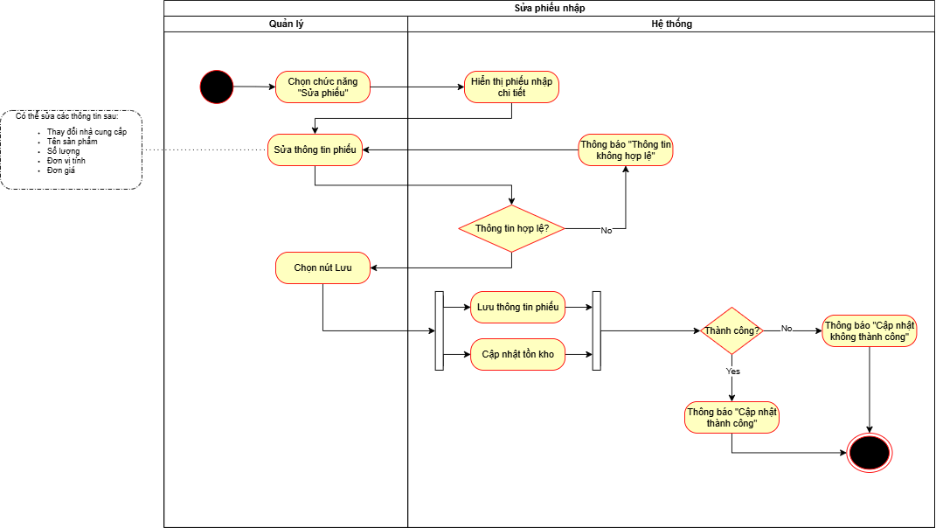 Sửa phiếu nhập
Quản lý
Hệ thống
Chọn chức năng
"Sửa phiếu"
Hiển thị phiếu nhập
chi tiết
Có thể sửa các thông tin sau:
Thay đổi nhà cung cấp
Tên sản phẩm
Số lượng
Đơn vị tính
Đơn giá
Sửa thông tin phiếu
Thông báo "Thông tin
không hợp lệ"
Thông tin hợp lệ?
No
Chọn nút Lưu
Lưu thông tin phiếu
Cập nhật tồn kho
Thành công?
No
Thông báo "Cập nhật
không thành công"
Yes
Thông báo "Cập nhật
thành công"